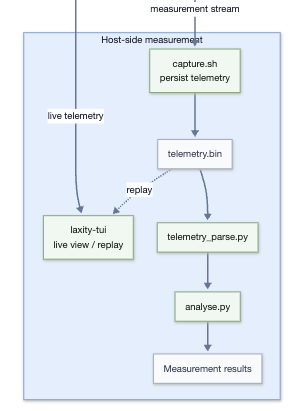 measurement stream
Host-side measurement
capture.sh
persist telemetry
live telemetry
telemetry.bin
replay
laxity-tui
live view / replay
telemetry_parse.py
analyse.py
Measurement results